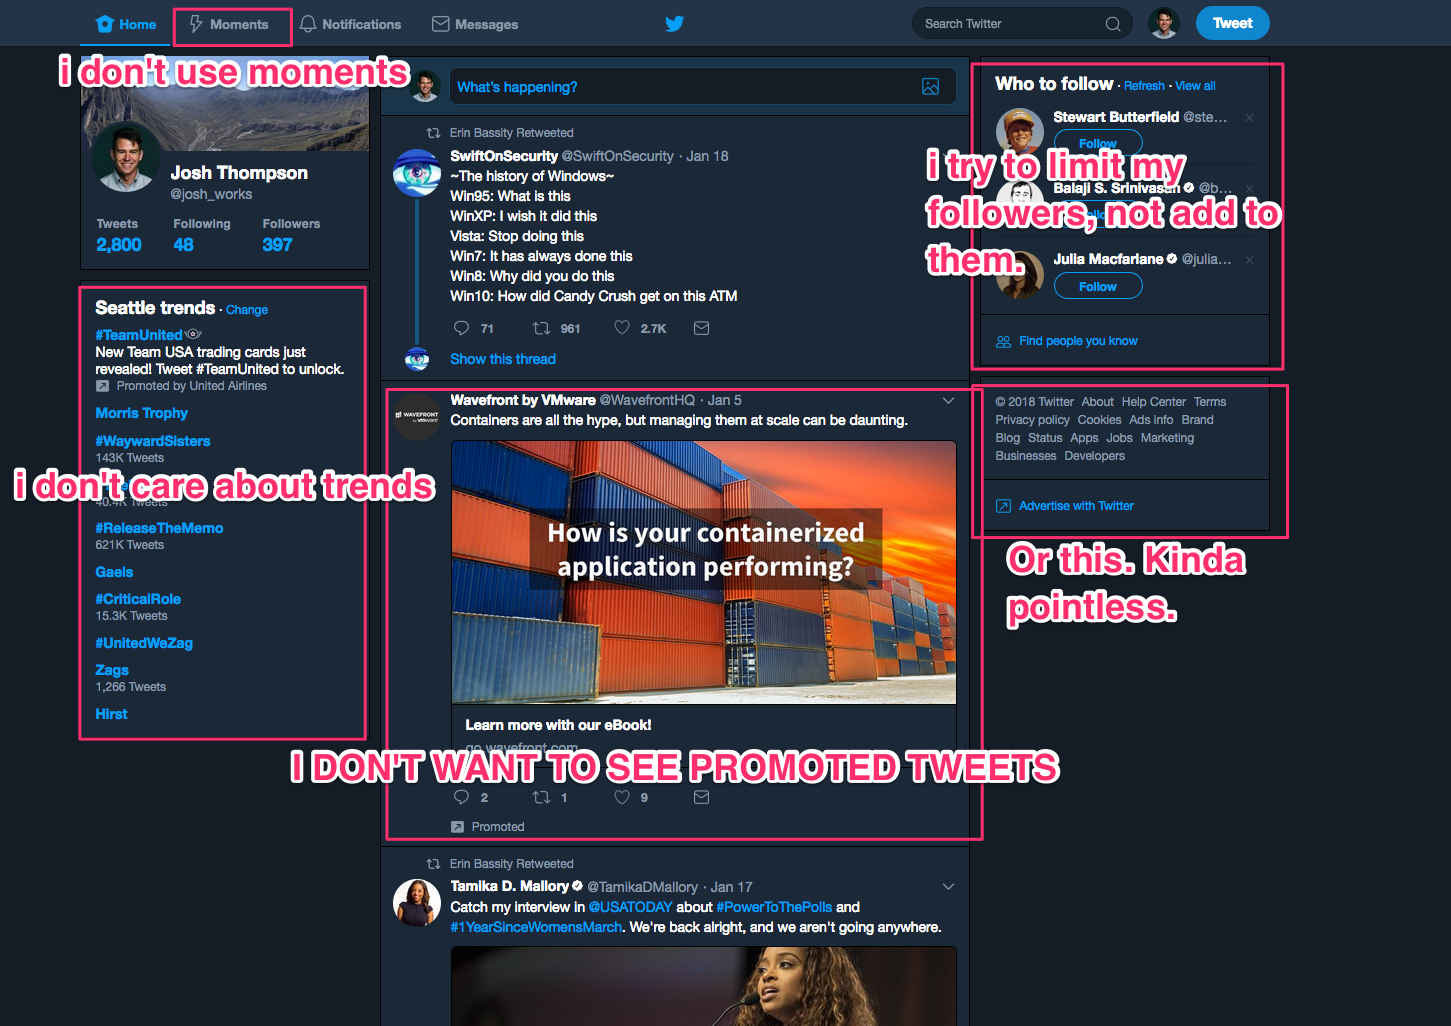 Home
Moments
Notifications
Messages
Search Twitter
Tweet
i don't use moments
Josh Thompson
@josh_works
Tweets Following Followers
2,800 48 397
Seattle trends · Change
#TeamUnited
New Team USA trading cards just
revealed! Tweet #TeamUnited to unlock.
Promoted by United Airlines
Morris Trophy
#WaywardSisters
143K Tweets
i don't care about trends
40.4K Tweets
#ReleaseTheMemo
621K Tweets
Gaels
#CriticalRole
15.3K Tweets
#UnitedWeZag
Zags
1,266 Tweets
Hirst
What's happening?
Erin Bassity Retweeted
SwiftOnSecurity @SwiftOnSecurity · Jan 18
~The history of Windows~
Win95: What is this
WinXP: I wish it did this
Vista: Stop doing this
Win7: It has always done this
Win8: Why did you do this
Win10: How did Candy Crush get on this ATM
71 961 2.7K
Show this thread
Wavefront by VMware @WavefrontHQ · Jan 5
Containers are all the hype, but managing them at scale can be daunting.
WAVEFRONT
by VMWARE
How is your containerized
application performing?
Learn more with our eBook!
go.wavefront.com
I DON'T WANT TO SEE PROMOTED TWEETS
2 1 9
Promoted
Erin Bassity Retweeted
Tamika D. Mallory @TamikaDMallory · Jan 17
Catch my interview in @USATODAY about #PowerToThePolls and
#1YearSinceWomensMarch. We're back alright, and we aren't going anywhere.
Who to follow · Refresh · View all
Stewart Butterfield @ste...
Follow
i try to limit my
Balaji S. Srinivasan @b...
followers, not add to
them.
Julia Macfarlane @julia...
Follow
Find people you know
© 2018 Twitter About Help Center Terms
Privacy policy Cookies Ads info Brand
Blog Status Apps Jobs Marketing
Businesses Developers
Advertise with Twitter
Or this. Kinda
pointless.